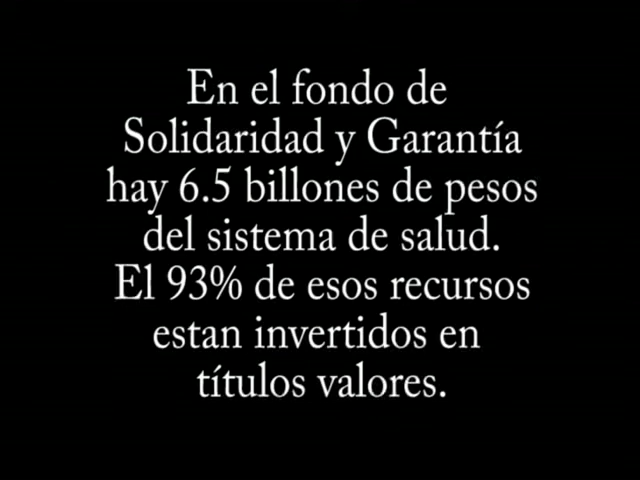 En el fondo de
Solidaridad y Garantía
hay 6.5 billones de pesos
del sistema de salud.
El 93% de esos recursos
estan invertidos en
títulos valores.